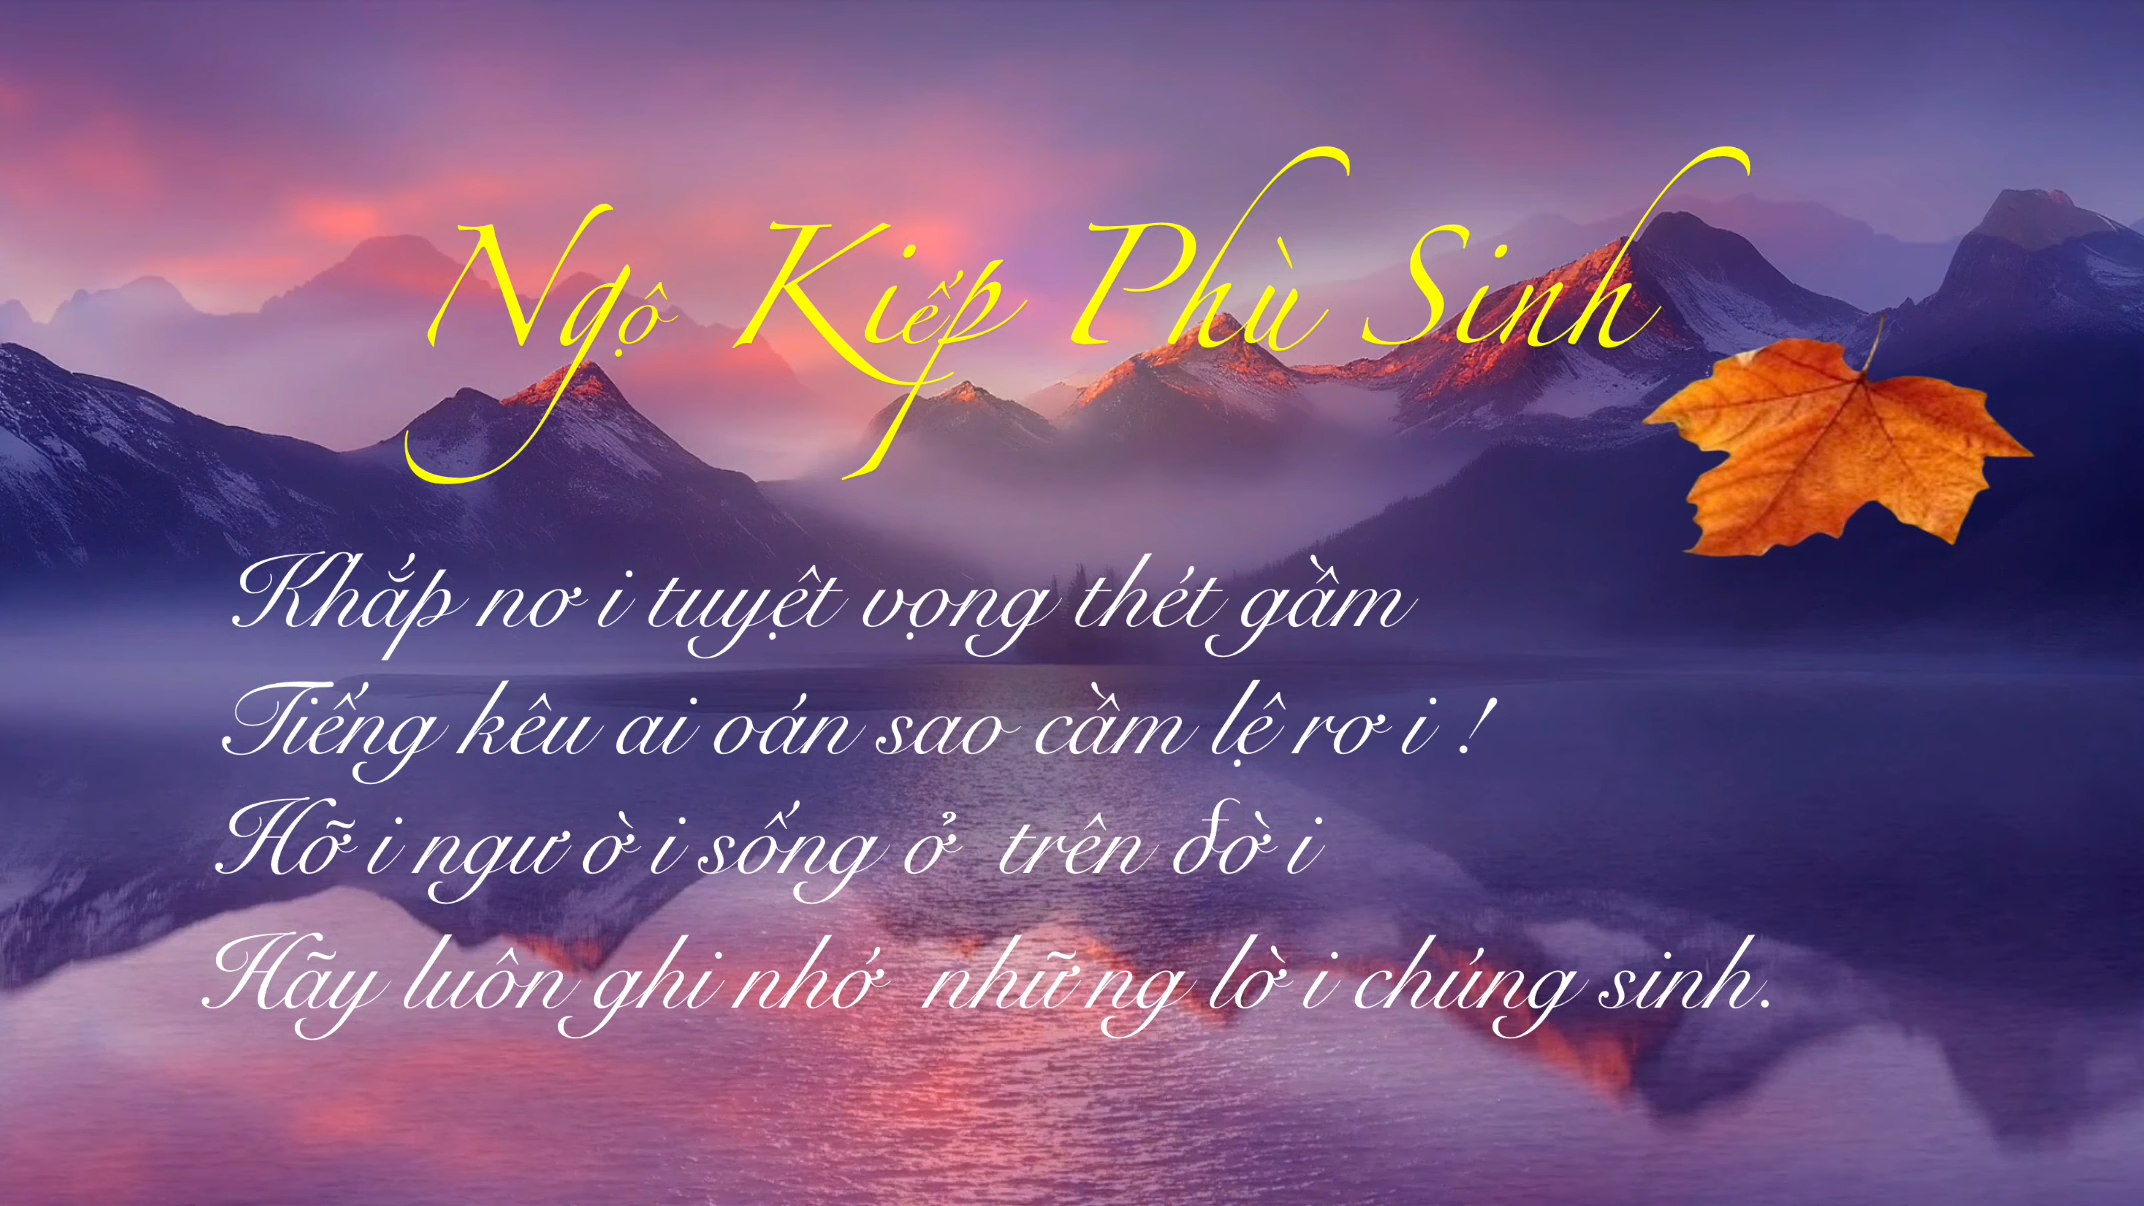 Ngộ Kiếp Phù Sinh
Khắp nơi tuyệt vọng thét gầm
Tiếng kêu ai oán sao cầm lệ rơi !
Hỡi người sống ở trên đời
Hãy luôn ghi nhớ những lời chúng sinh.